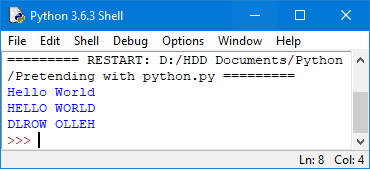 Python 3.6.3 Shell
File Edit Shell Debug Options Window Help
========= RESTART: D:/HDD Documents/Python
/Pretending with python.py =========
Hello World
HELLO WORLD
DLROW OLLEH
>>>
Ln: 8 Col: 4